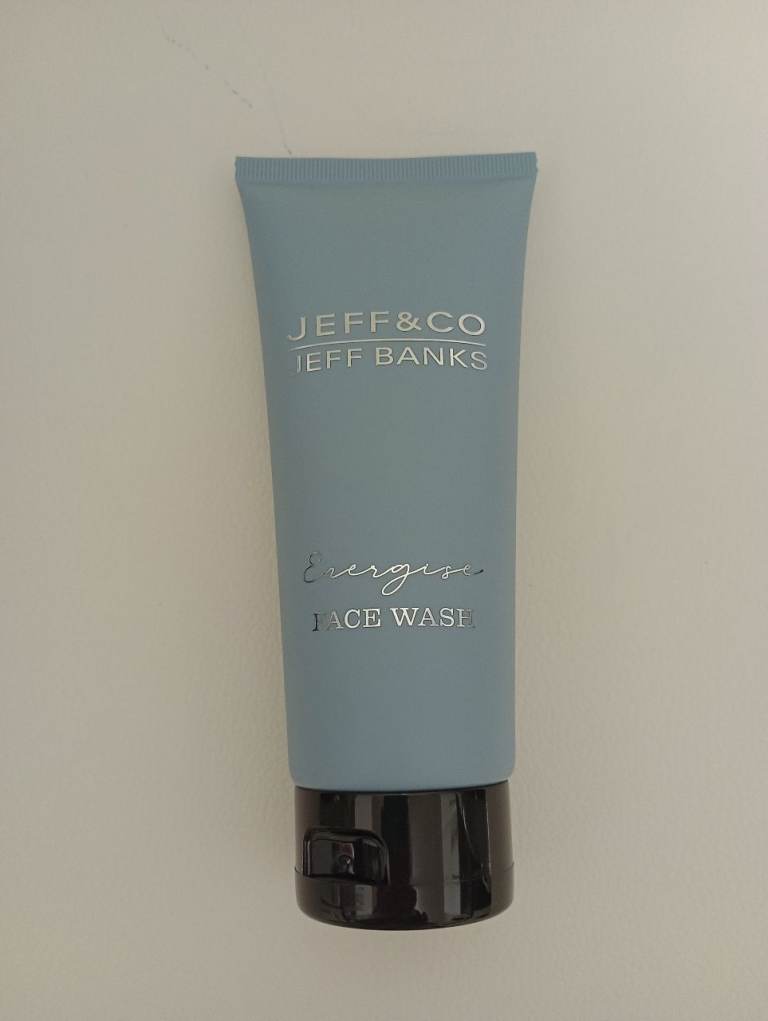 JEFF&CO
JEFF BANKS
Energise
FACE WASH